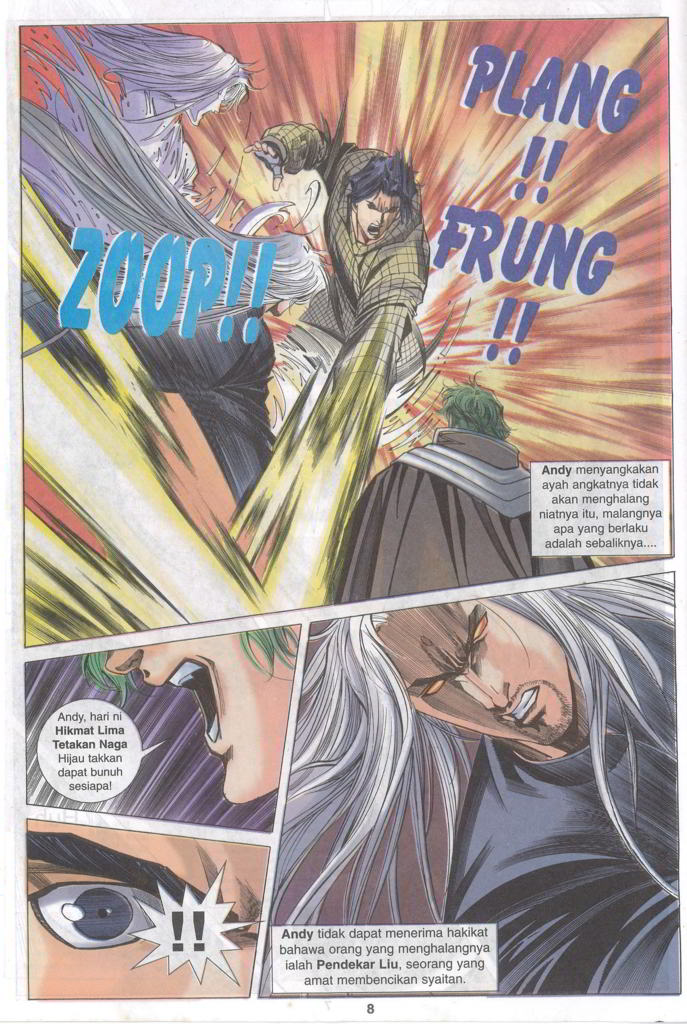 PLANG
!!
FRUNG
!!
ZOOP!!
Andy menyangkakan
ayah angkatnya tidak
akan menghalang
niatnya itu, malangnya
apa yang berlaku
adalah sebaliknya....
Andy, hari ni
Hikmat Lima
Tetakan Naga
Hijau takkan
dapat bunuh
sesiapa!
!!
Andy tidak dapat menerima hakikat
bahawa orang yang menghalangnya
ialah Pendekar Liu, seorang yang
amat membencikan syaitan.
8